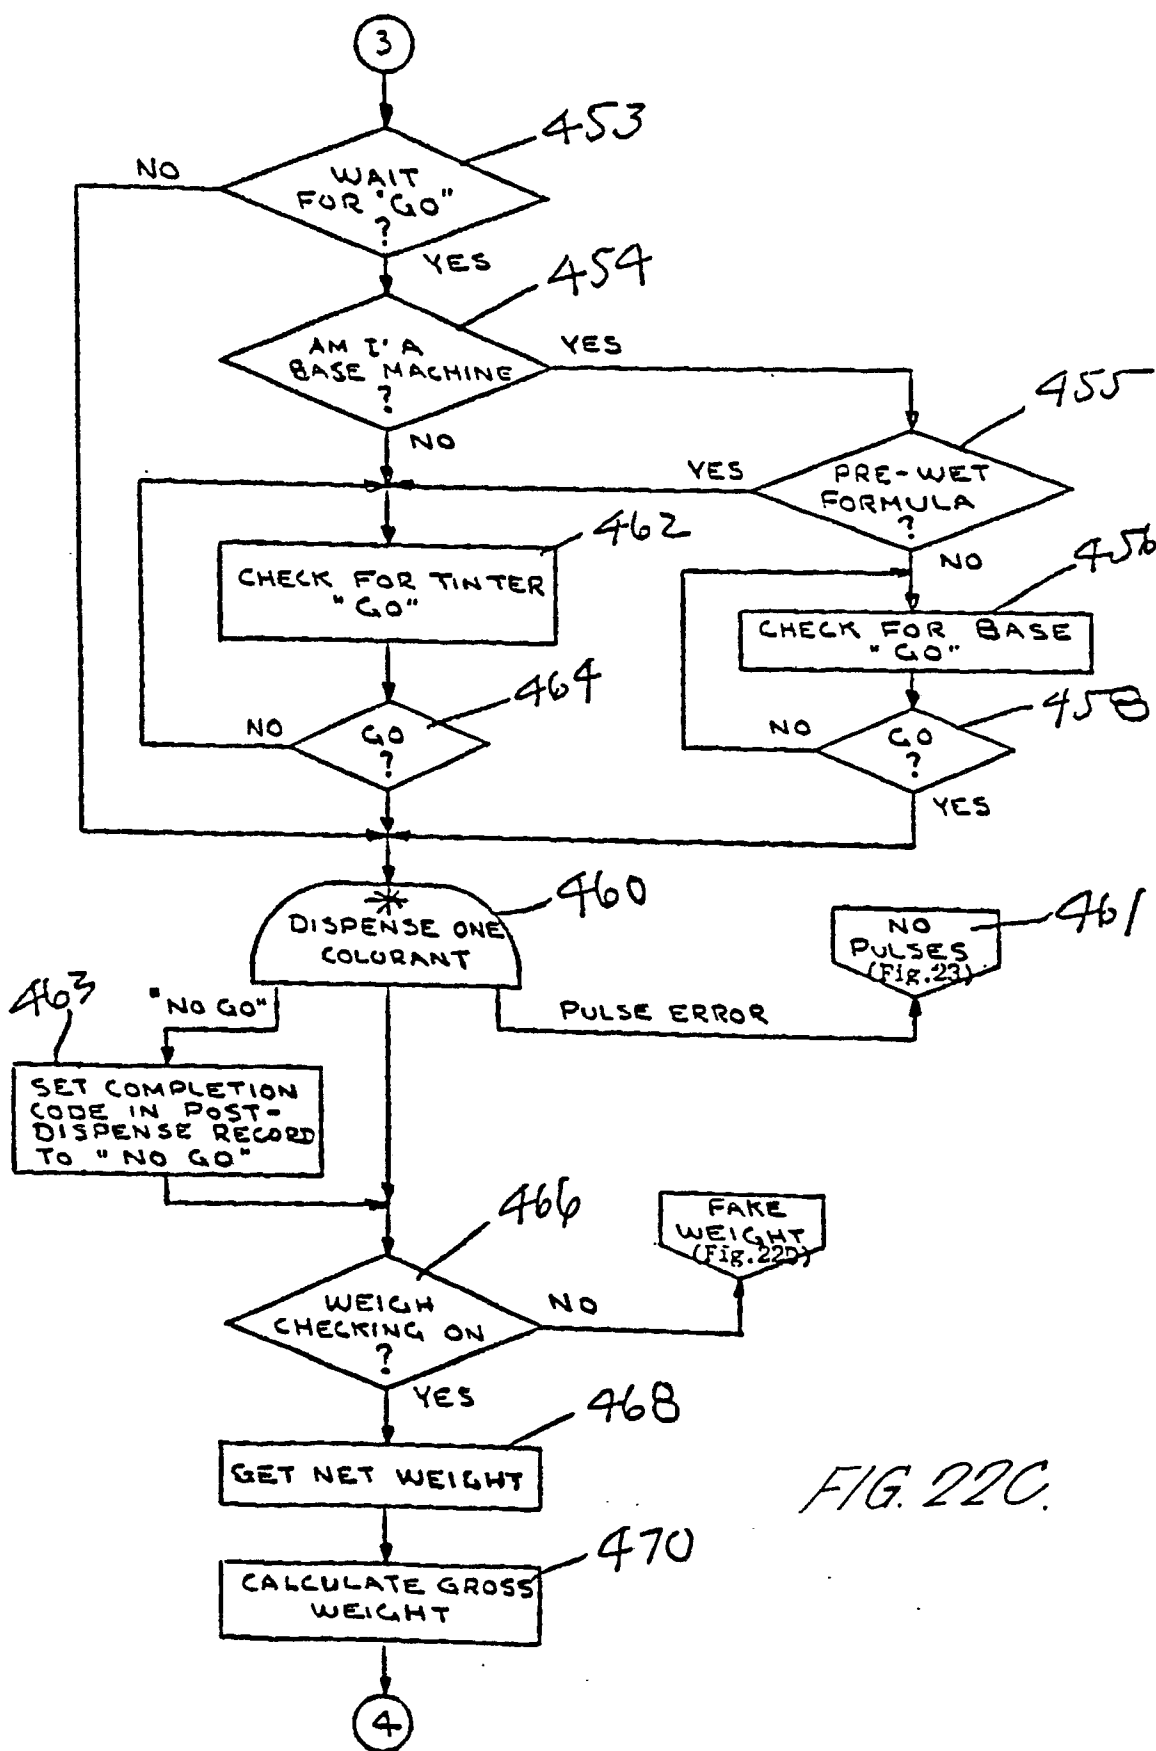 3
453
NO
WAIT
FOR "GO"
?
YES
454
AM I' A
BASE MACHINE
?
YES
455
NO
YES
PRE-WET
FORMULA
?
462
NO
456
CHECK FOR TINTER
"GO"
CHECK FOR BASE
"GO"
464
458
NO
GO
?
NO
GO
?
YES
460
*
DISPENSE ONE
COLORANT
461
NO
PULSES
(Fig.23)
463
"NO GO"
PULSE ERROR
SET COMPLETION
CODE IN POST-
DISPENSE RECORD
TO "NO GO"
466
FAKE
WEIGHT
(Fig.22D)
WEIGH
CHECKING ON
?
NO
YES
468
GET NET WEIGHT
FIG. 22C.
470
CALCULATE GROSS
WEIGHT
4